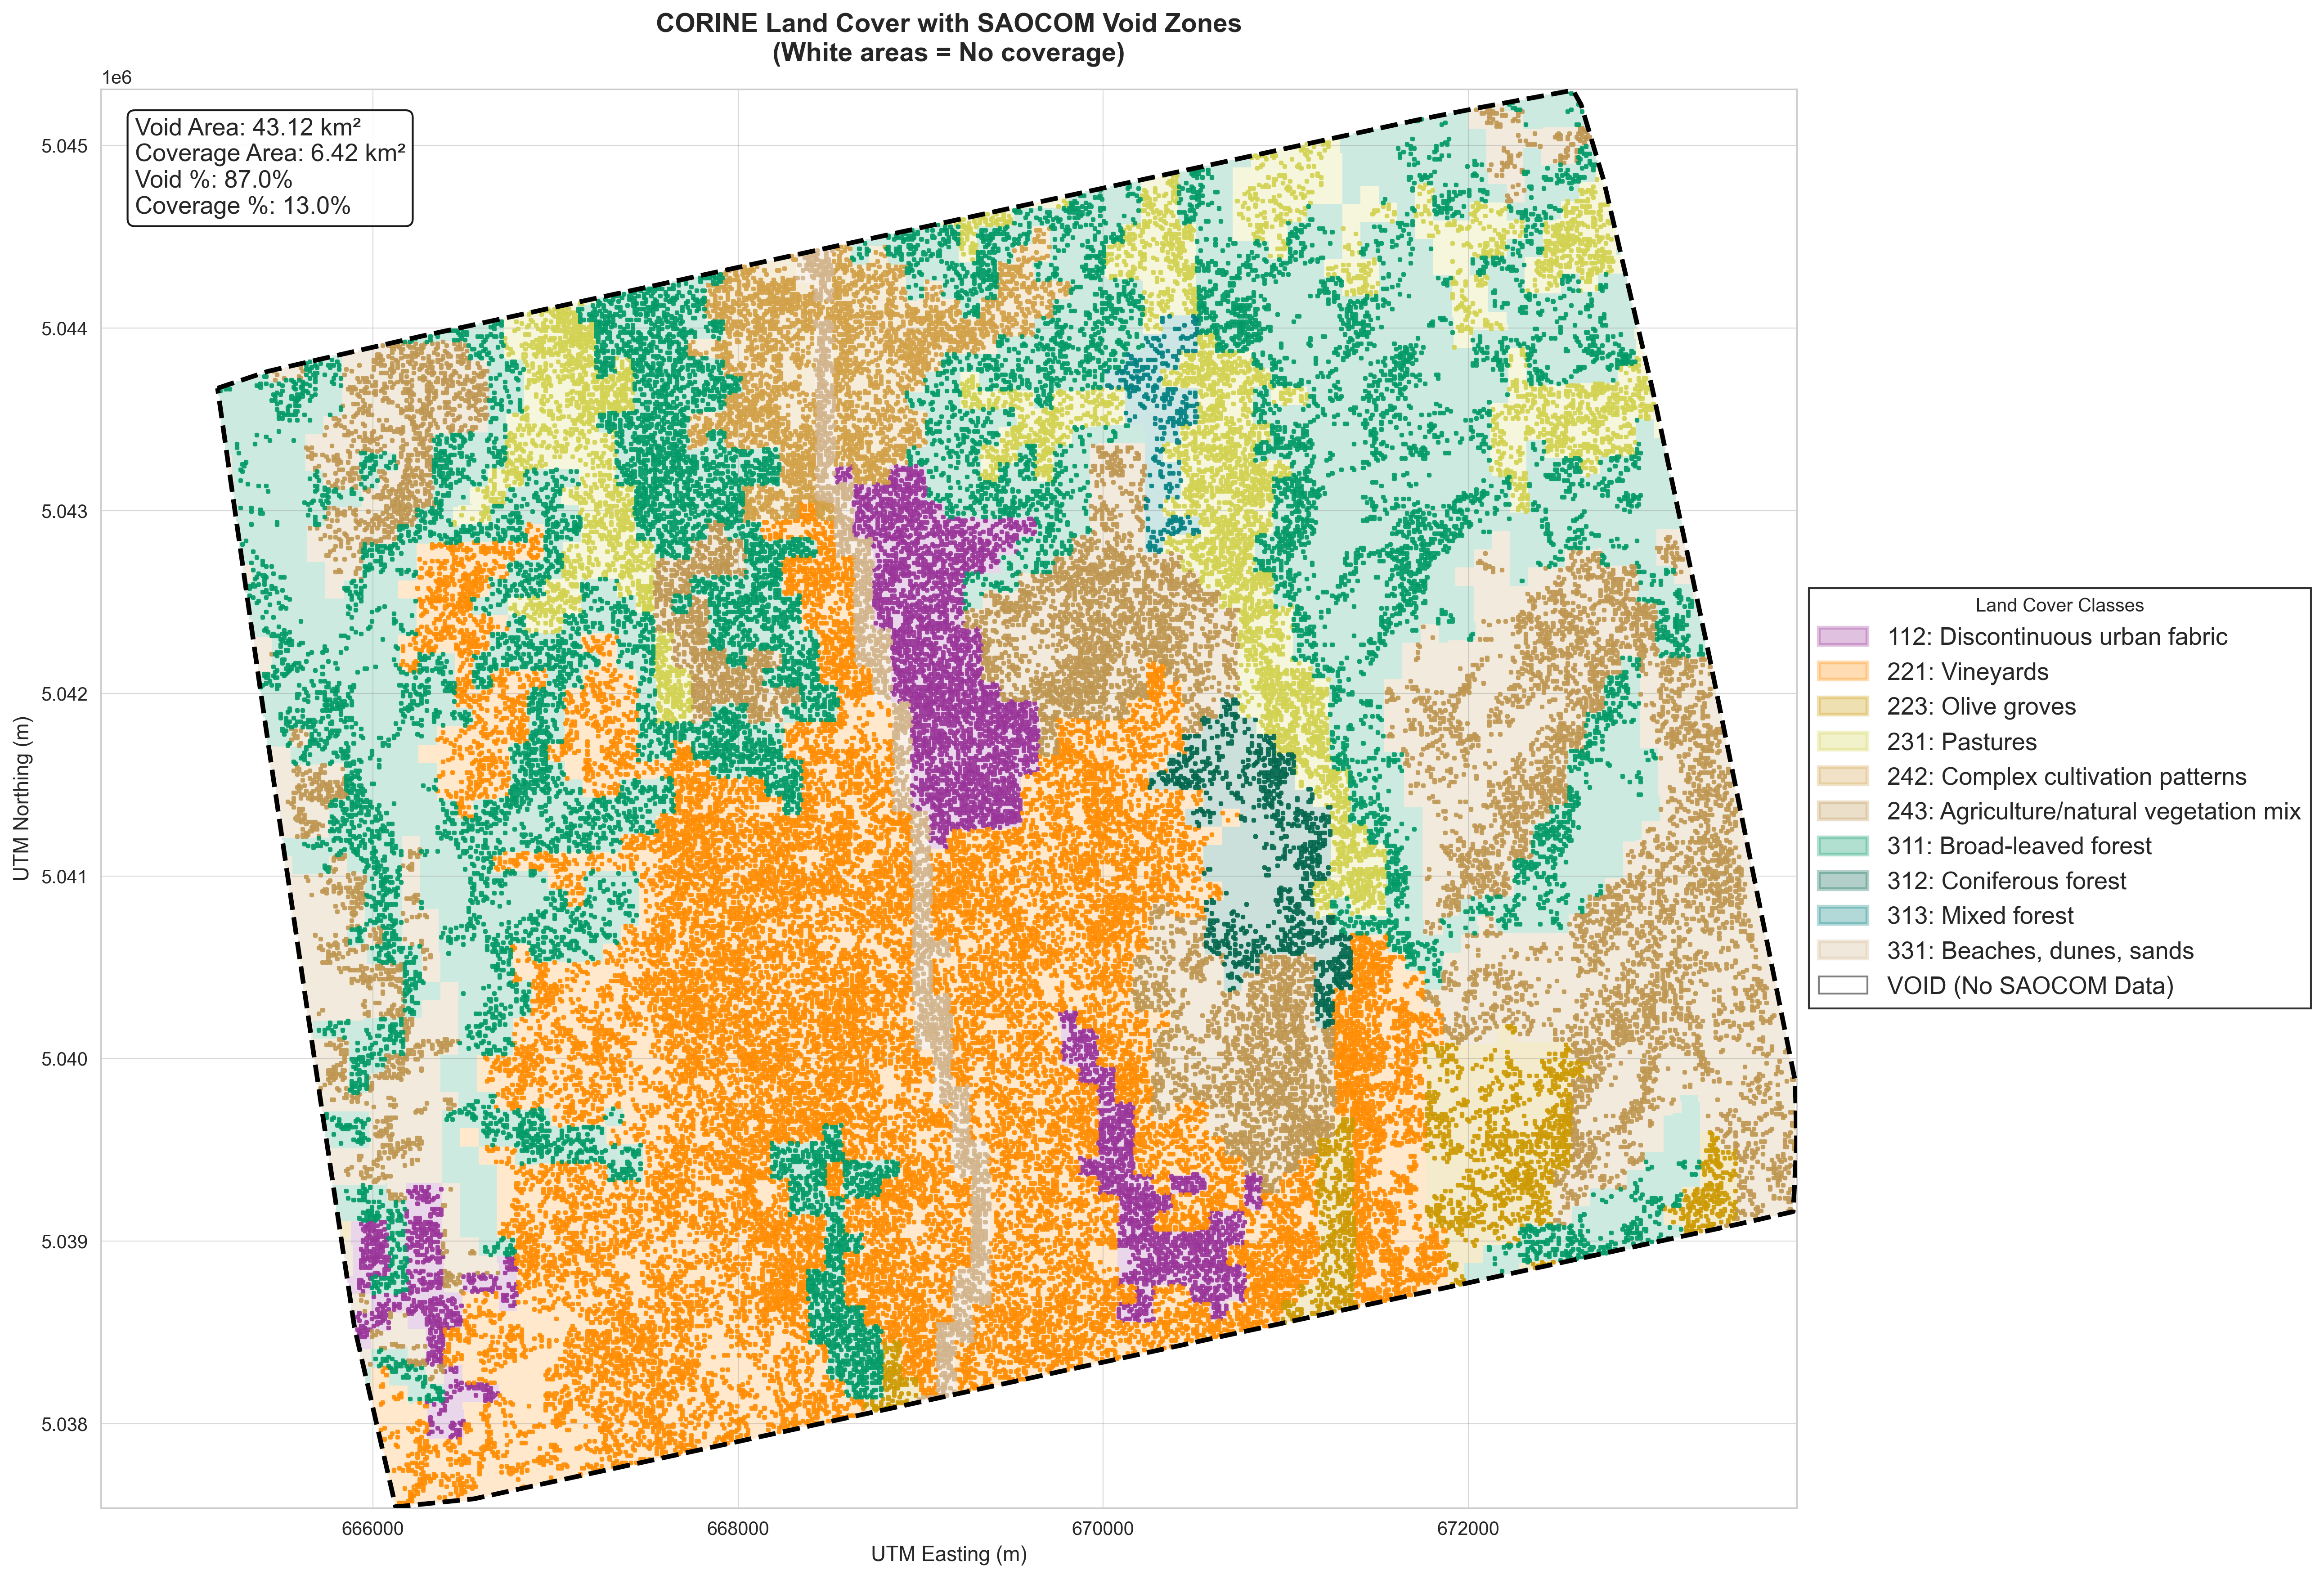 CORINE Land Cover with SAOCOM Void Zones
(White areas = No coverage)
1e6
Void Area: 43.12 km²
Coverage Area: 6.42 km²
Void %: 87.0%
Coverage %: 13.0%
5.045
5.044
5.043
5.042
5.041
5.040
5.039
5.038
UTM Northing (m)
666000
668000
670000
672000
UTM Easting (m)
Land Cover Classes
112: Discontinuous urban fabric
221: Vineyards
223: Olive groves
231: Pastures
242: Complex cultivation patterns
243: Agriculture/natural vegetation mix
311: Broad-leaved forest
312: Coniferous forest
313: Mixed forest
331: Beaches, dunes, sands
VOID (No SAOCOM Data)